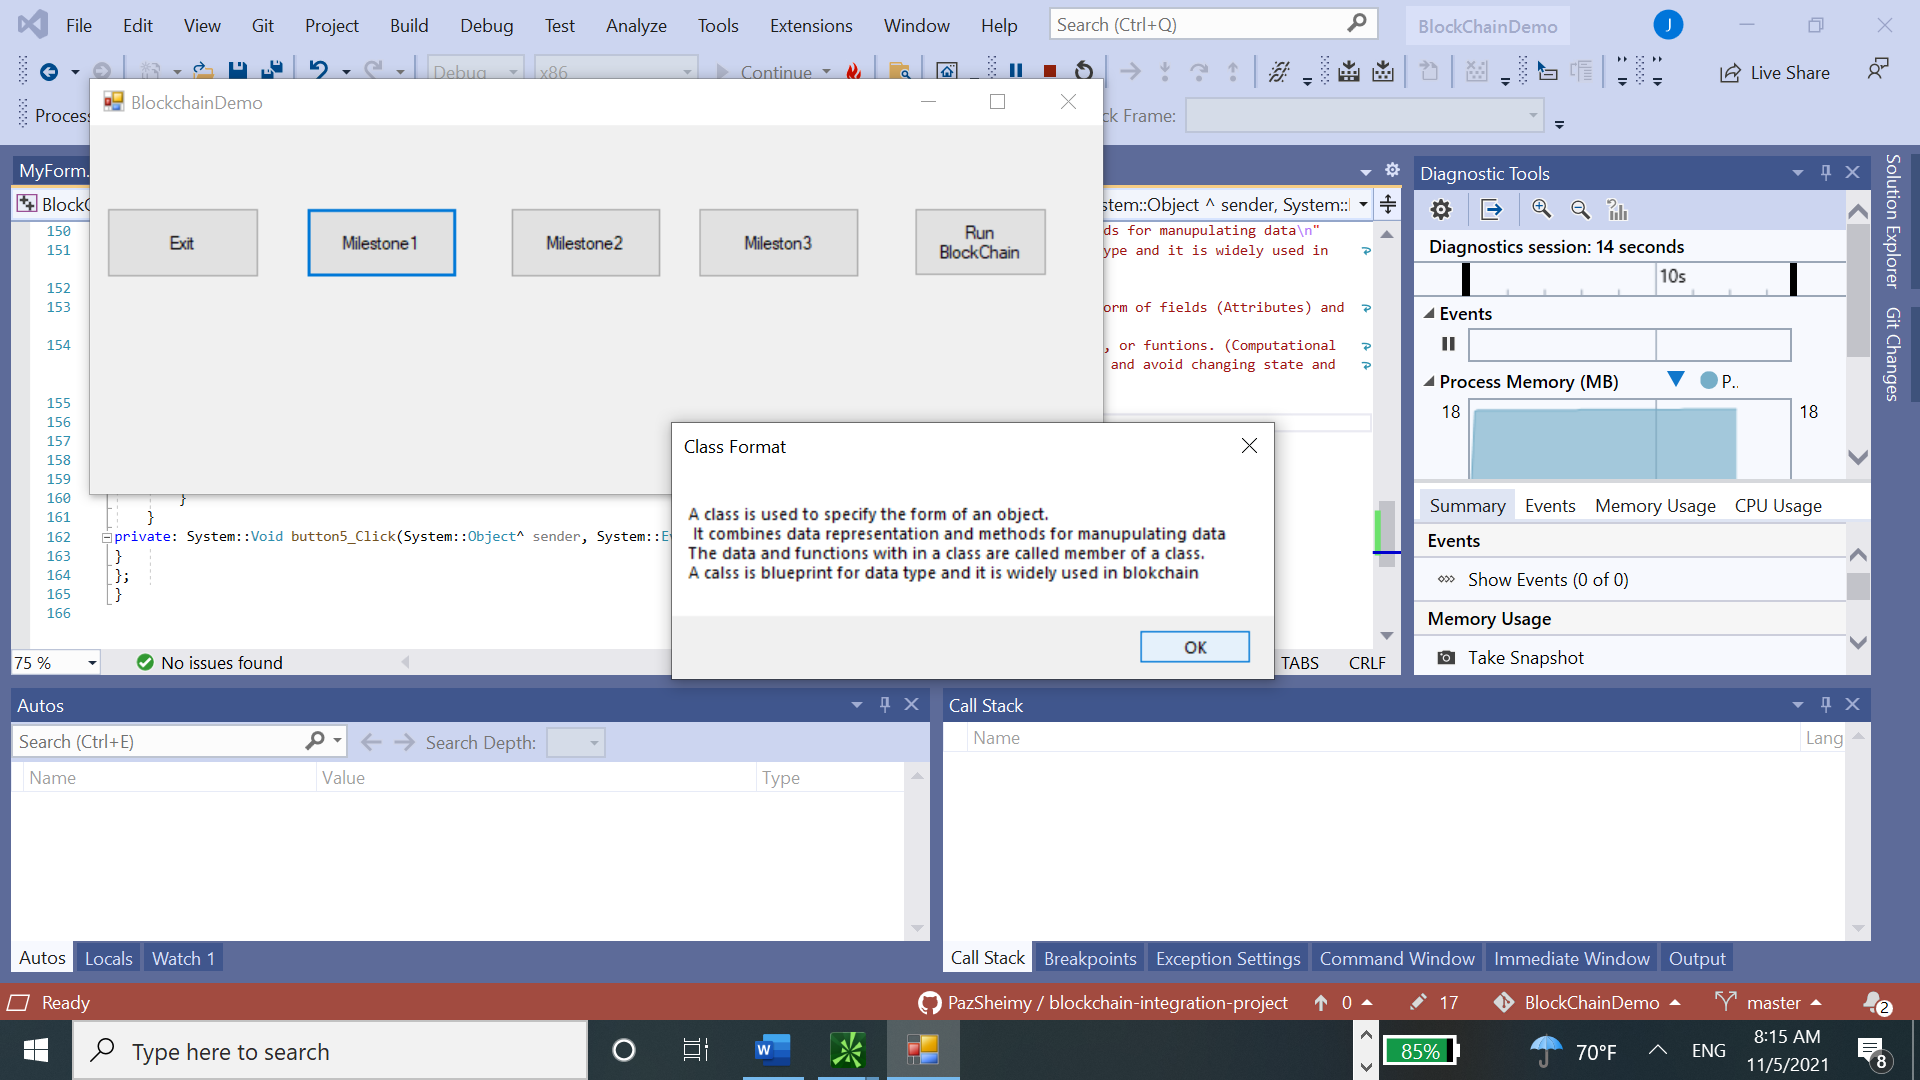 File Edit View Git Project Build Debug Test Analyze Tools Extensions Window Help Search (Ctrl+Q) BlockChainDemo J
Debug x86 Continue Live Share
Process
BlockchainDemo
ck Frame:
MyForm.
Diagnostic Tools
BlockC
stem::Object ^ sender, System::
Exit
Milestone1
Milestone2
Mileston3
Run
BlockChain
Diagnostics session: 14 seconds
10s
Events
Process Memory (MB) P..
18 18
Summary Events Memory Usage CPU Usage
Events
Show Events (0 of 0)
Memory Usage
Take Snapshot
Solution Explorer
Git Changes
150 ds for manupulating data\n"
151 ype and it is widely used in
152
153 orm of fields (Attributes) and
154 , or funtions. (Computational
and avoid changing state and
155
156
157
158
159
160 }
161 }
162 private: System::Void button5_Click(System::Object^ sender, System::Ev
163 }
164 };
165 }
166
Class Format
A class is used to specify the form of an object.
It combines data representation and methods for manupulating data
The data and functions with in a class are called member of a class.
A calss is blueprint for data type and it is widely used in blokchain
OK
75 % No issues found TABS CRLF
Autos
Search (Ctrl+E) Search Depth:
Name Value Type
Autos Locals Watch 1
Call Stack
Name Lang
Call Stack Breakpoints Exception Settings Command Window Immediate Window Output
Ready PazSheimy / blockchain-integration-project 0 17 BlockChainDemo master 2
Type here to search W 85% 70°F ENG 8:15 AM
11/5/2021 8